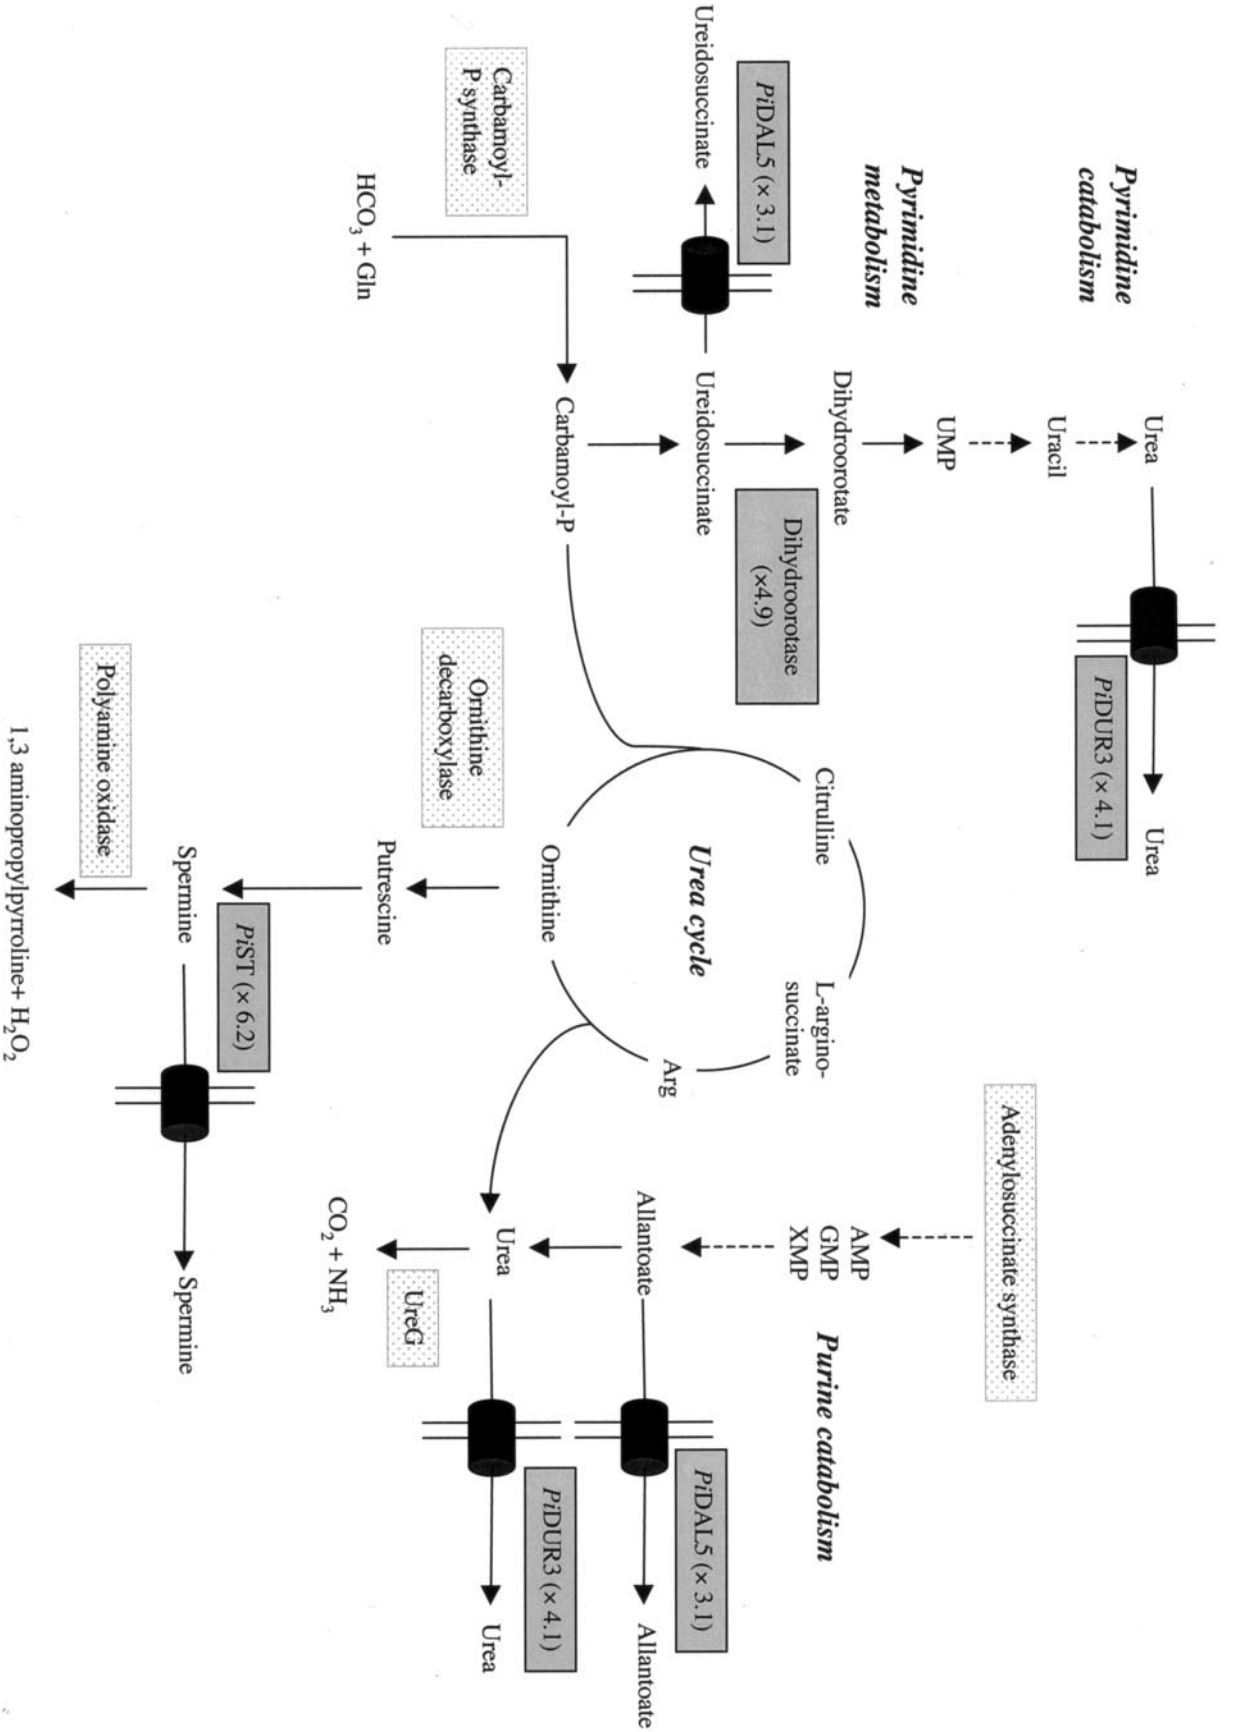 Pyrimidine
catabolism
Urea
Urea
PiDUR3 (× 4.1)
Uracil
Pyrimidine
metabolism
UMP
Dihydroorotate
Dihydroorotase
(×4.9)
PiDAL5 (× 3.1)
Ureidosuccinate
Ureidosuccinate
Carbamoyl-
P synthase
HCO3 + Gln
Carbamoyl-P
Citrulline
L-argino-
succinate
Urea cycle
Arg
Ornithine
Ornithine
decarboxylase
Putrescine
Spermine
PiST (× 6.2)
Spermine
Polyamine oxidase
1,3 aminopropylpyrroline+ H2O2
Adenylosuccinate synthase
AMP
GMP
XMP
Purine catabolism
Allantoate
PiDAL5 (× 3.1)
Allantoate
Urea
PiDUR3 (× 4.1)
Urea
UreG
CO2 + NH3